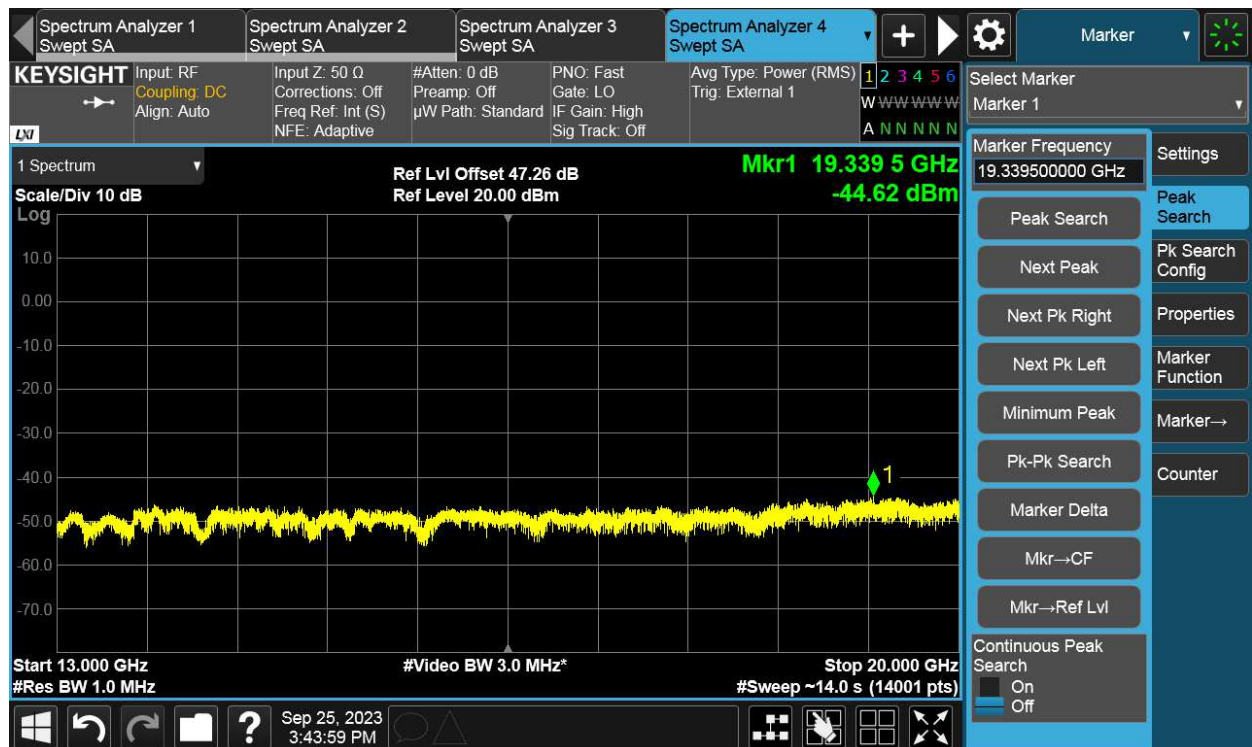 Spectrum Analyzer 1
Swept SA
Spectrum Analyzer 2
Swept SA
Spectrum Analyzer 3
Swept SA
Spectrum Analyzer 4
Swept SA
Marker
KEYSIGHT
LXI
Input: RF
Coupling: DC
Align: Auto
Input Z: 50 Ω
Corrections: Off
Freq Ref: Int (S)
NFE: Adaptive
#Atten: 0 dB
Preamp: Off
µW Path: Standard
PNO: Fast
Gate: LO
IF Gain: High
Sig Track: Off
Avg Type: Power (RMS)
Trig: External 1
1 2 3 4 5 6
W W W W W W
A N N N N N
Select Marker
Marker 1
1 Spectrum
Scale/Div 10 dB
Log
Ref Lvl Offset 47.26 dB
Ref Level 20.00 dBm
Mkr1 19.339 5 GHz
-44.62 dBm
10.0
0.00
-10.0
-20.0
-30.0
-40.0
-50.0
-60.0
-70.0
1
Start 13.000 GHz
#Res BW 1.0 MHz
#Video BW 3.0 MHz*
Stop 20.000 GHz
#Sweep ~14.0 s (14001 pts)
Marker Frequency
19.339500000 GHz
Peak Search
Next Peak
Next Pk Right
Next Pk Left
Minimum Peak
Pk-Pk Search
Marker Delta
Mkr→CF
Mkr→Ref Lvl
Continuous Peak
Search
On
Off
Settings
Peak
Search
Pk Search
Config
Properties
Marker
Function
Marker→
Counter
?
Sep 25, 2023
3:43:59 PM